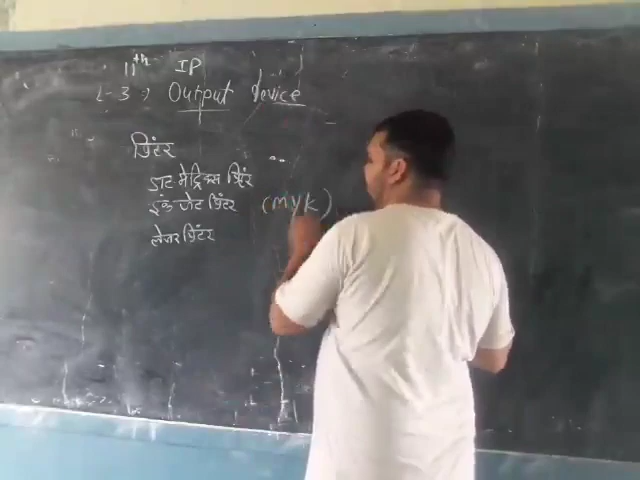 11th IP
L-3 :→ Output device
प्रिंटर
डाट मेट्रिक्स प्रिंटर
इंक जेट प्रिंटर (MYK)
लेजर प्रिंटर